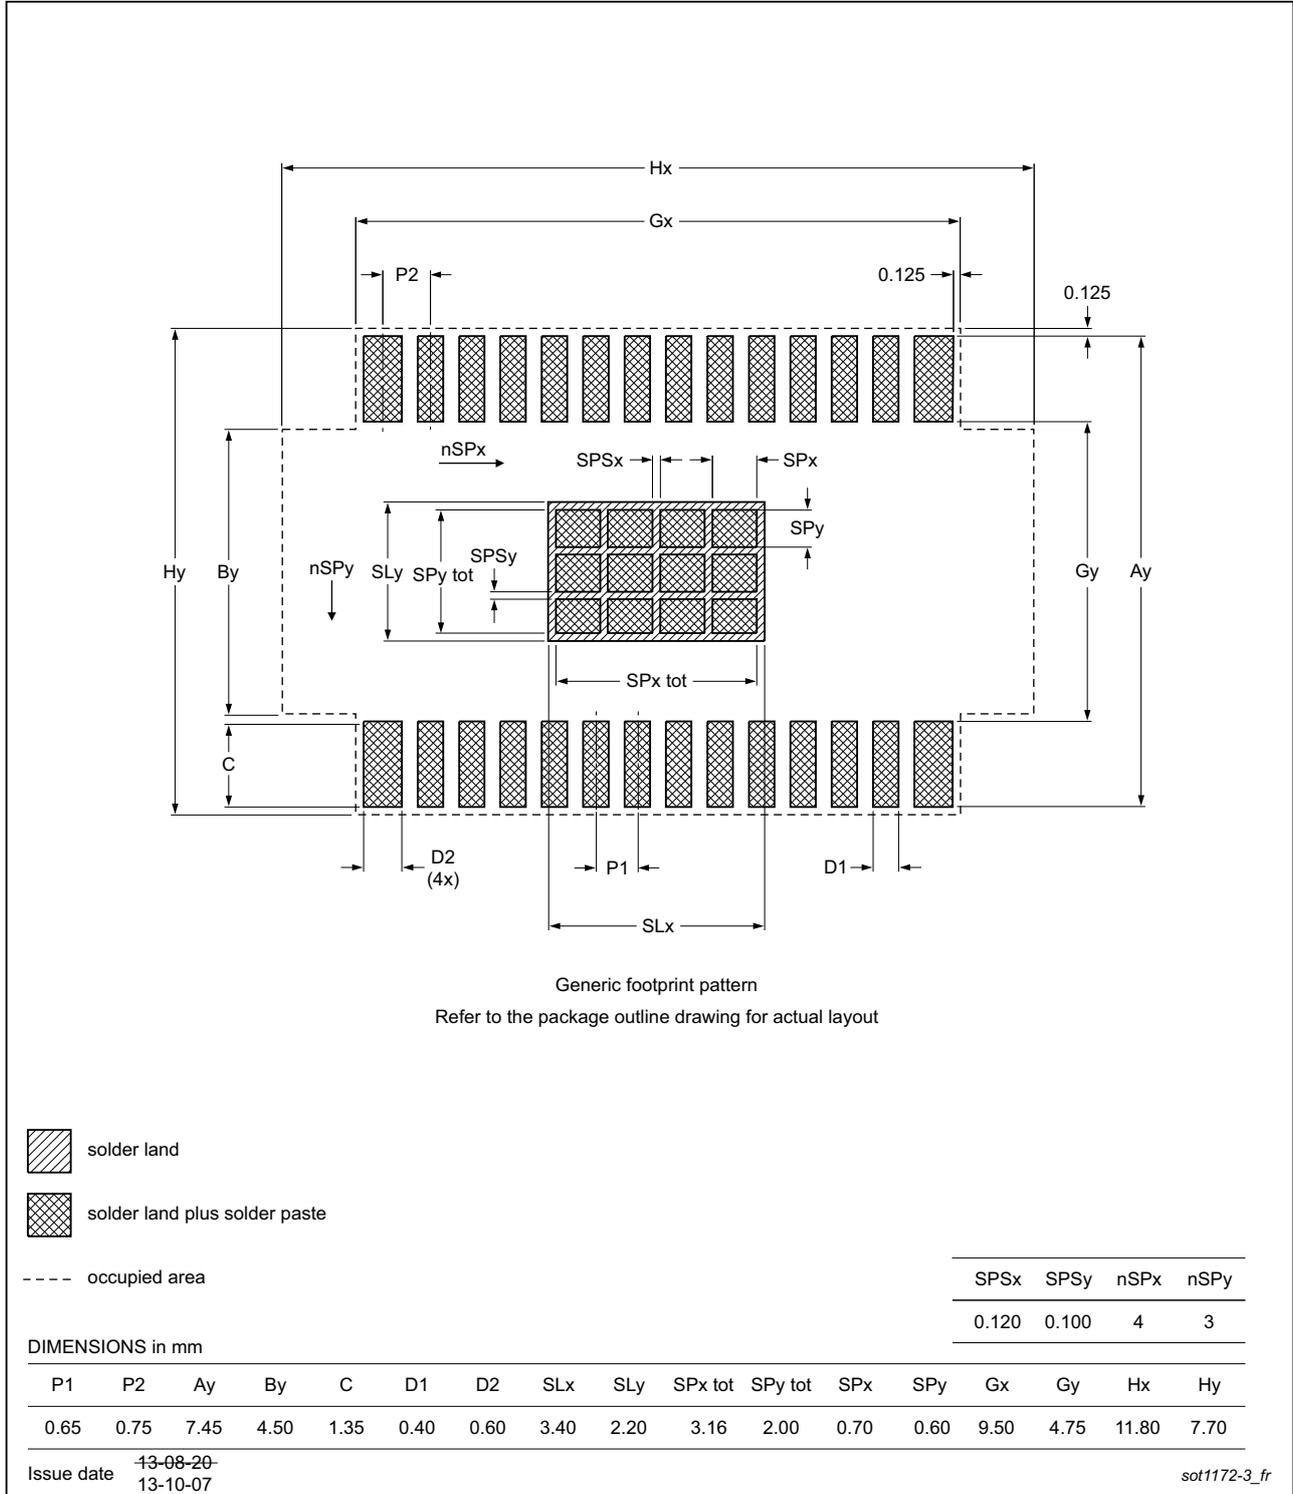 Hx
Gx
P2
0.125
0.125
nSPx
SPSx
SPx
SPy
SPSy
Hy
By
nSPy
SLy
SPy tot
Gy
Ay
SPx tot
C
D2
(4x)
P1
D1
SLx
Generic footprint pattern
Refer to the package outline drawing for actual layout
solder land
solder land plus solder paste
occupied area
SPSx SPSy nSPx nSPy
0.120 0.100 4 3
DIMENSIONS in mm
P1 P2 Ay By C D1 D2 SLx SLy SPx tot SPy tot SPx SPy Gx Gy Hx Hy
0.65 0.75 7.45 4.50 1.35 0.40 0.60 3.40 2.20 3.16 2.00 0.70 0.60 9.50 4.75 11.80 7.70
Issue date
13-08-20
13-10-07
sot1172-3_fr